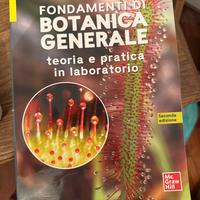 FONDAMENTI DI
BOTANICA
GENERALE
teoria e pratica
in laboratorio
Seconda
edizione
Mc
Graw
Hill